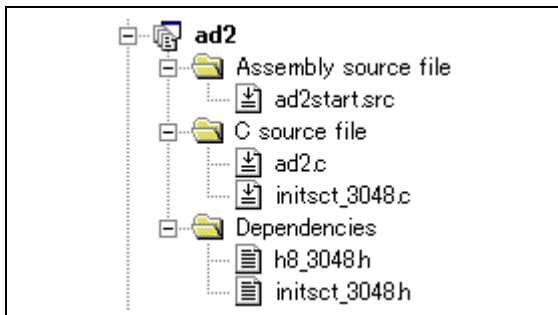 ad2
Assembly source file
ad2start.src
C source file
ad2.c
initsct_3048.c
Dependencies
h8_3048.h
initsct_3048.h